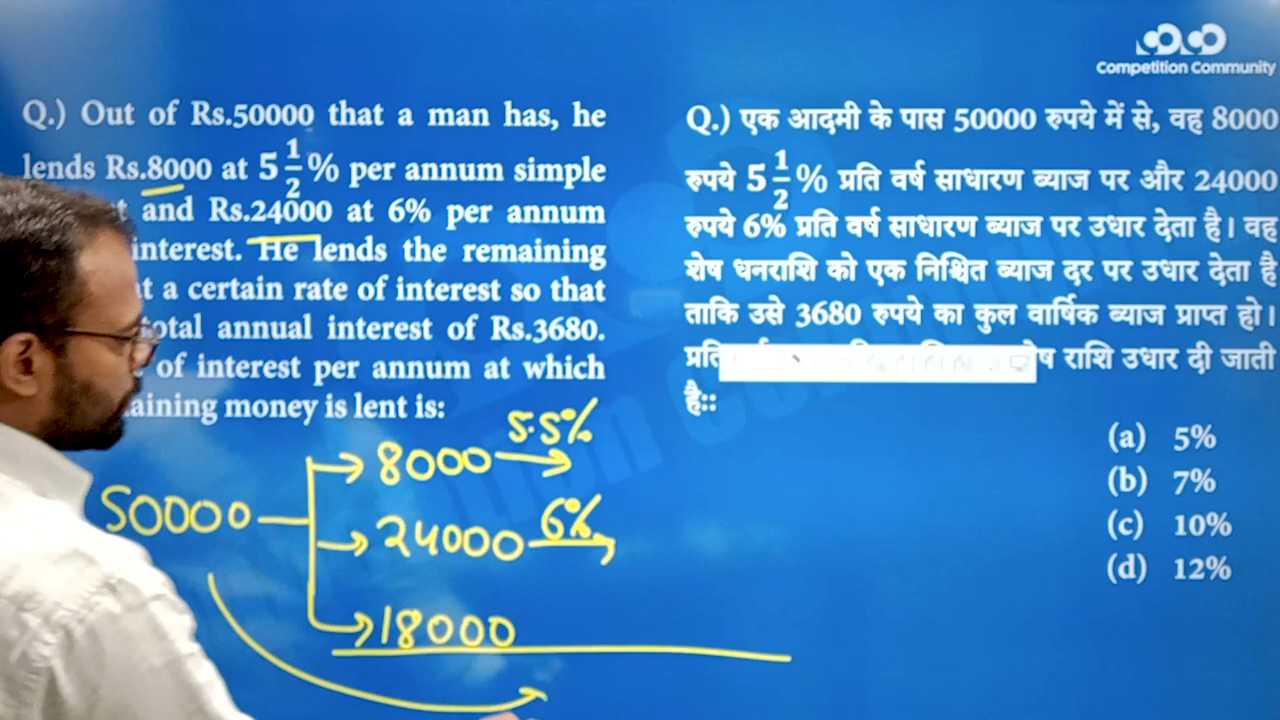 Competition Community
Q.) Out of Rs.50000 that a man has, he
lends Rs.8000 at 5 1/2 % per annum simple
and Rs.24000 at 6% per annum
interest. He lends the remaining
a certain rate of interest so that
total annual interest of Rs.3680.
of interest per annum at which
money is lent is:
Q.) एक आदमी के पास 50000 रुपये में से, वह 8000
रुपये 5 1/2 % प्रति वर्ष साधारण ब्याज पर और 24000
रुपये 6% प्रति वर्ष साधारण ब्याज पर उधार देता है। वह
शेष धनराशि को एक निश्चित ब्याज दर पर उधार देता है
ताकि उसे 3680 रुपये का कुल वार्षिक ब्याज प्राप्त हो।
राशि उधार दी जाती
है::
(a) 5%
(b) 7%
(c) 10%
(d) 12%
50000
8000 5.5%
24000 6%
18000